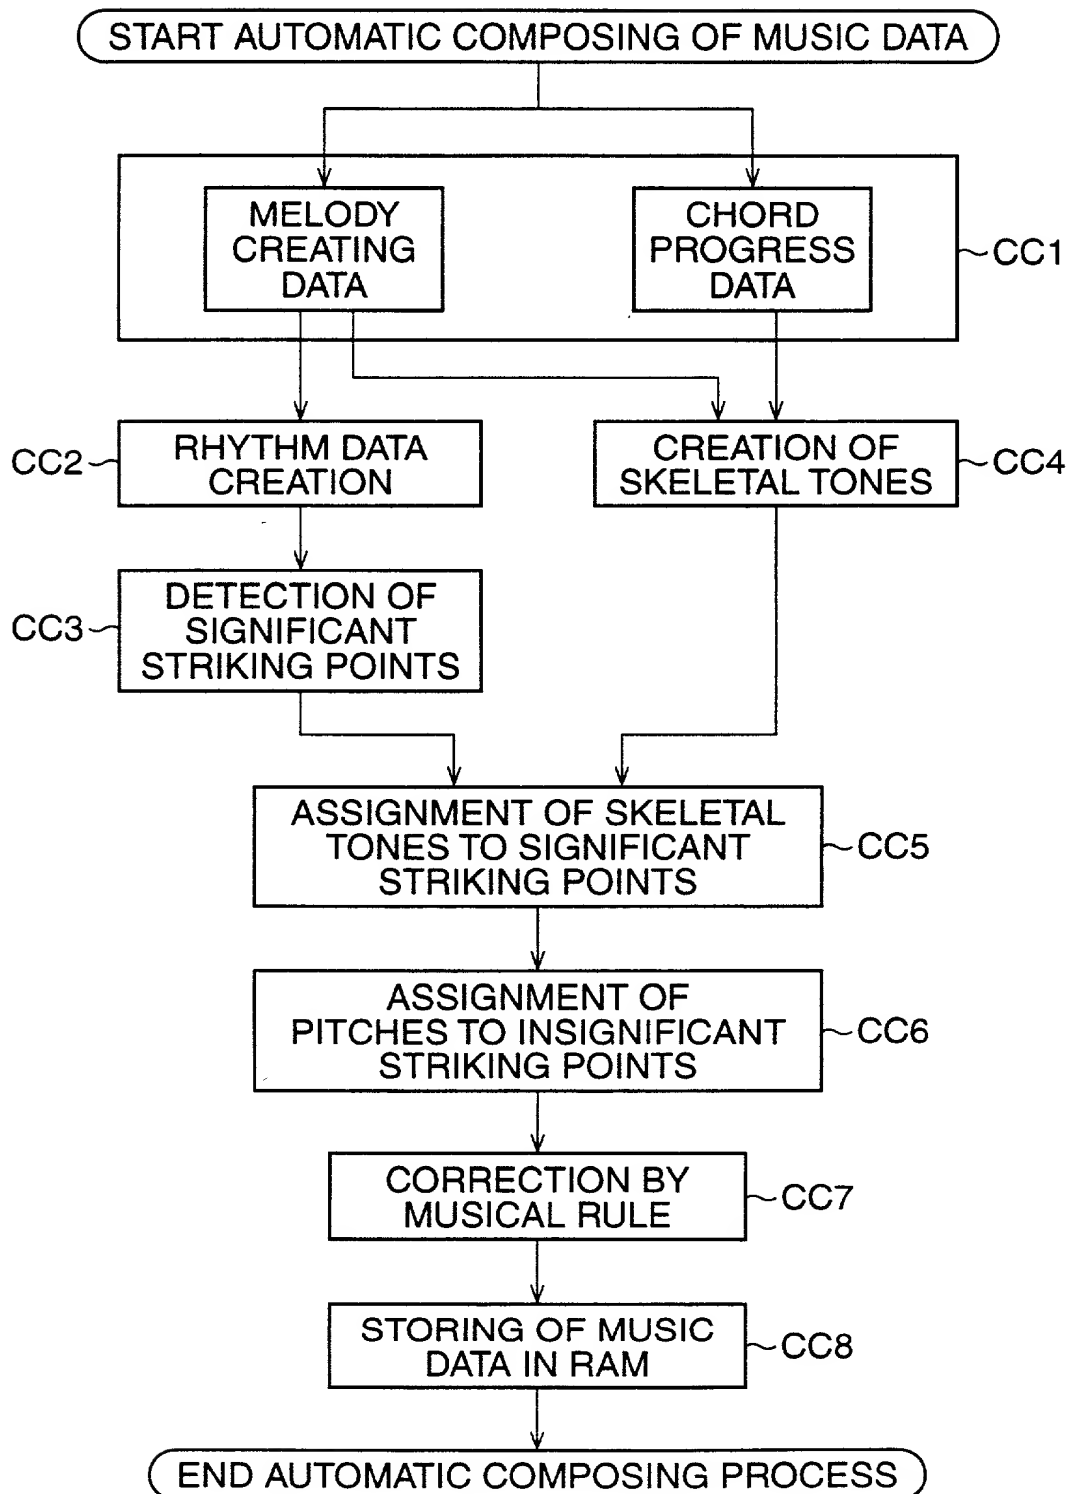 START AUTOMATIC COMPOSING OF MUSIC DATA
MELODY
CREATING
DATA
CHORD
PROGRESS
DATA
CC1
CC2
RHYTHM DATA
CREATION
CREATION OF
SKELETAL TONES
CC4
CC3
DETECTION OF
SIGNIFICANT
STRIKING POINTS
ASSIGNMENT OF SKELETAL
TONES TO SIGNIFICANT
STRIKING POINTS
CC5
ASSIGNMENT OF
PITCHES TO INSIGNIFICANT
STRIKING POINTS
CC6
CORRECTION BY
MUSICAL RULE
CC7
STORING OF MUSIC
DATA IN RAM
CC8
END AUTOMATIC COMPOSING PROCESS